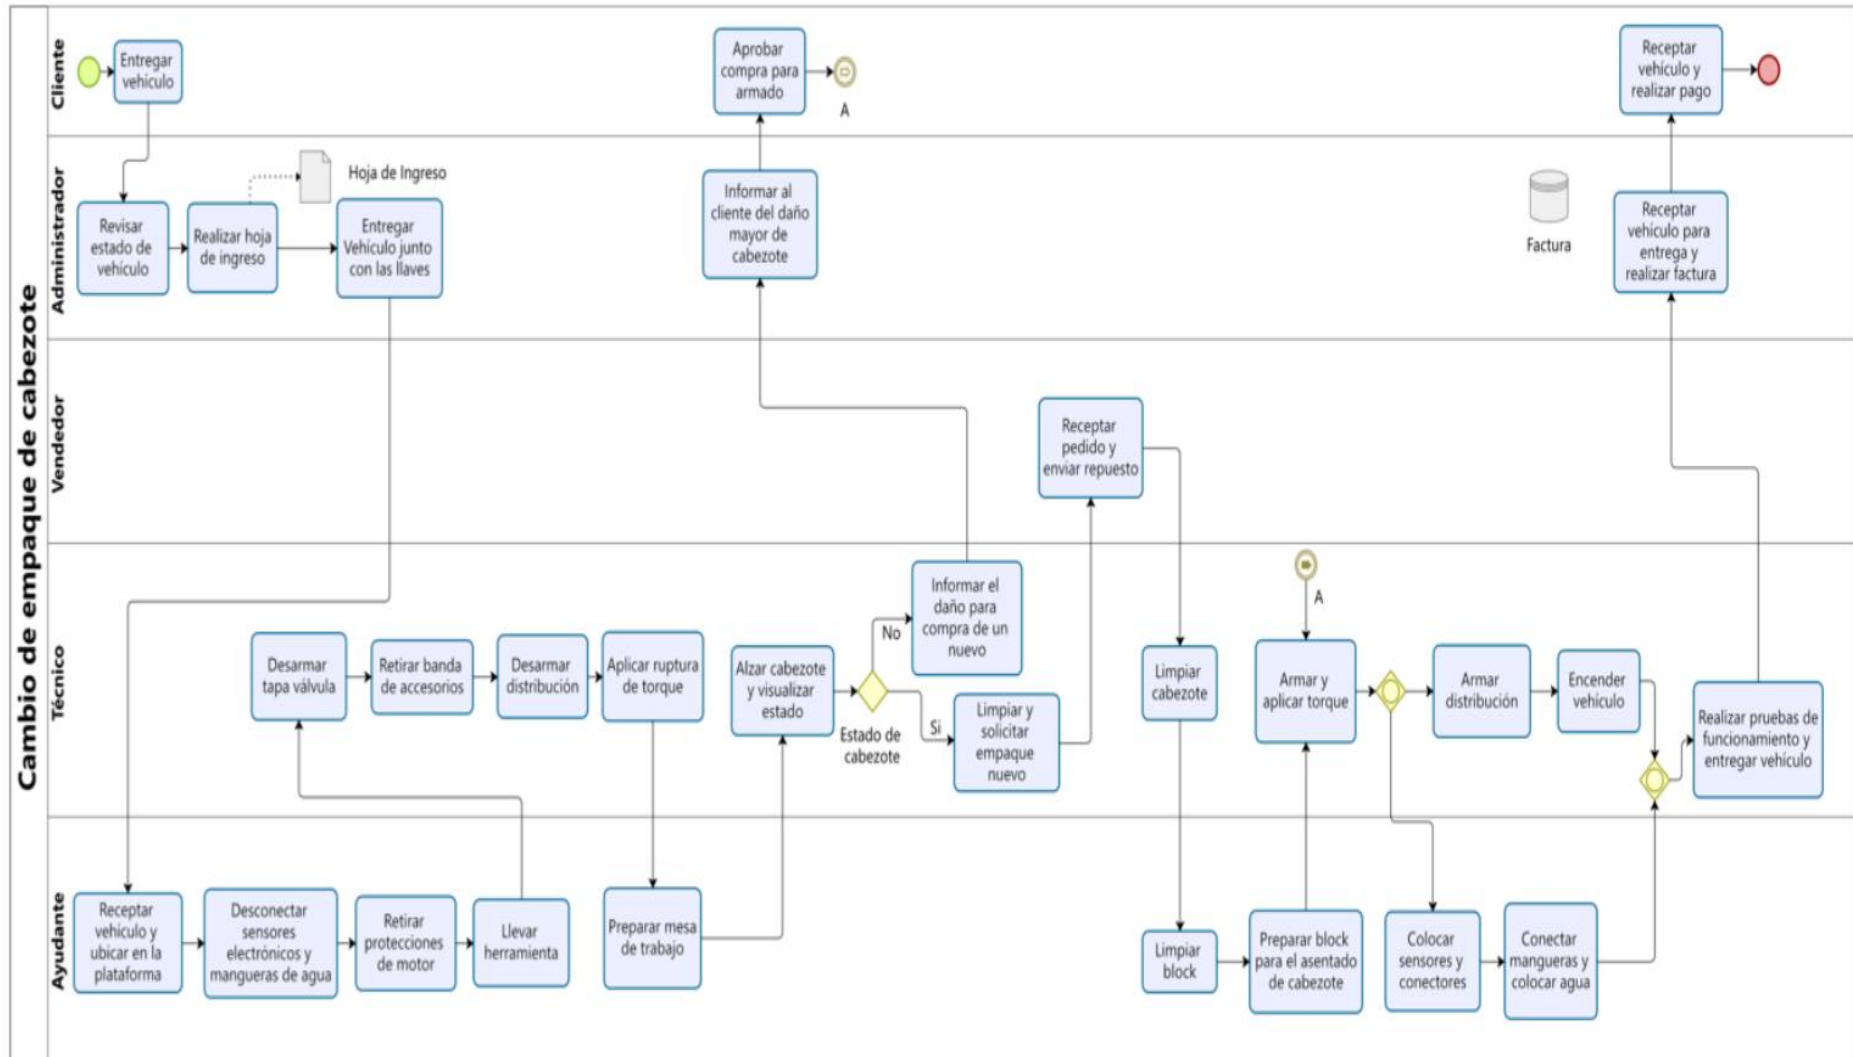 Cambio de empaque de cabezote
Cliente
Entregar
vehículo
Aprobar
compra para
armado
A
Receptar
vehículo y
realizar pago
Administrador
Revisar
estado de
vehículo
Realizar hoja
de ingreso
Hoja de Ingreso
Entregar
Vehículo junto
con las llaves
Informar al
cliente del daño
mayor de
cabezote
Factura
Receptar
vehículo para
entrega y
realizar factura
Vendedor
Receptar
pedido y
enviar repuesto
Técnico
Desarmar
tapa válvula
Retirar banda
de accesorios
Desarmar
distribución
Aplicar ruptura
de torque
Alzar cabezote
y visualizar
estado
Estado de
cabezote
No
Si
Informar el
daño para
compra de un
nuevo
Limpiar y
solicitar
empaque
nuevo
Limpiar
cabezote
A
Armar y
aplicar torque
Armar
distribución
Encender
vehículo
Realizar pruebas de
funcionamiento y
entregar vehículo
Ayudante
Receptar
vehículo y
ubicar en la
plataforma
Desconectar
sensores
electrónicos y
mangueras de agua
Retirar
protecciones
de motor
Llevar
herramienta
Preparar mesa
de trabajo
Limpiar
block
Preparar block
para el asentado
de cabezote
Colocar
sensores y
conectores
Conectar
mangueras y
colocar agua